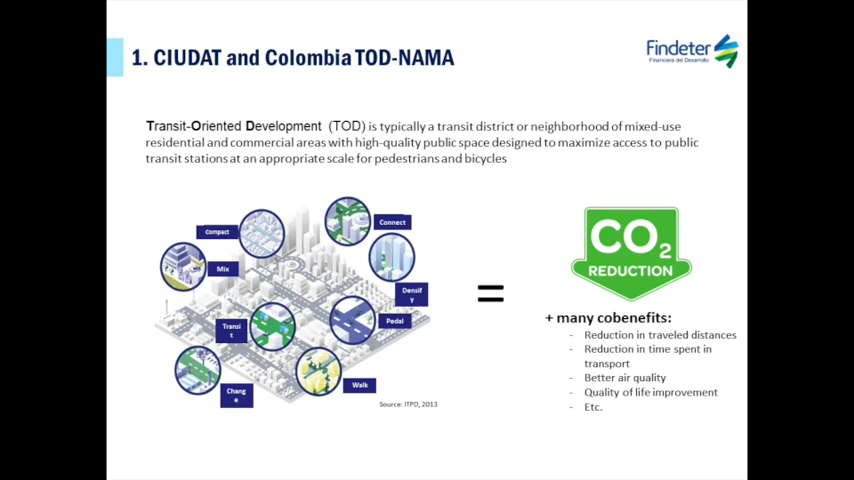 1. CIUDAT and Colombia TOD-NAMA
Findeter
Financiera del Desarrollo
Transit-Oriented Development (TOD) is typically a transit district or neighborhood of mixed-use
residential and commercial areas with high-quality public space designed to maximize access to public
transit stations at an appropriate scale for pedestrians and bicycles
Compact
Connect
Mix
Densif
y
Transi
t
Pedal
Chang
e
Walk
Source: ITPD, 2013
=
CO2
REDUCTION
+ many cobenefits:
- Reduction in traveled distances
- Reduction in time spent in
transport
- Better air quality
- Quality of life improvement
- Etc.